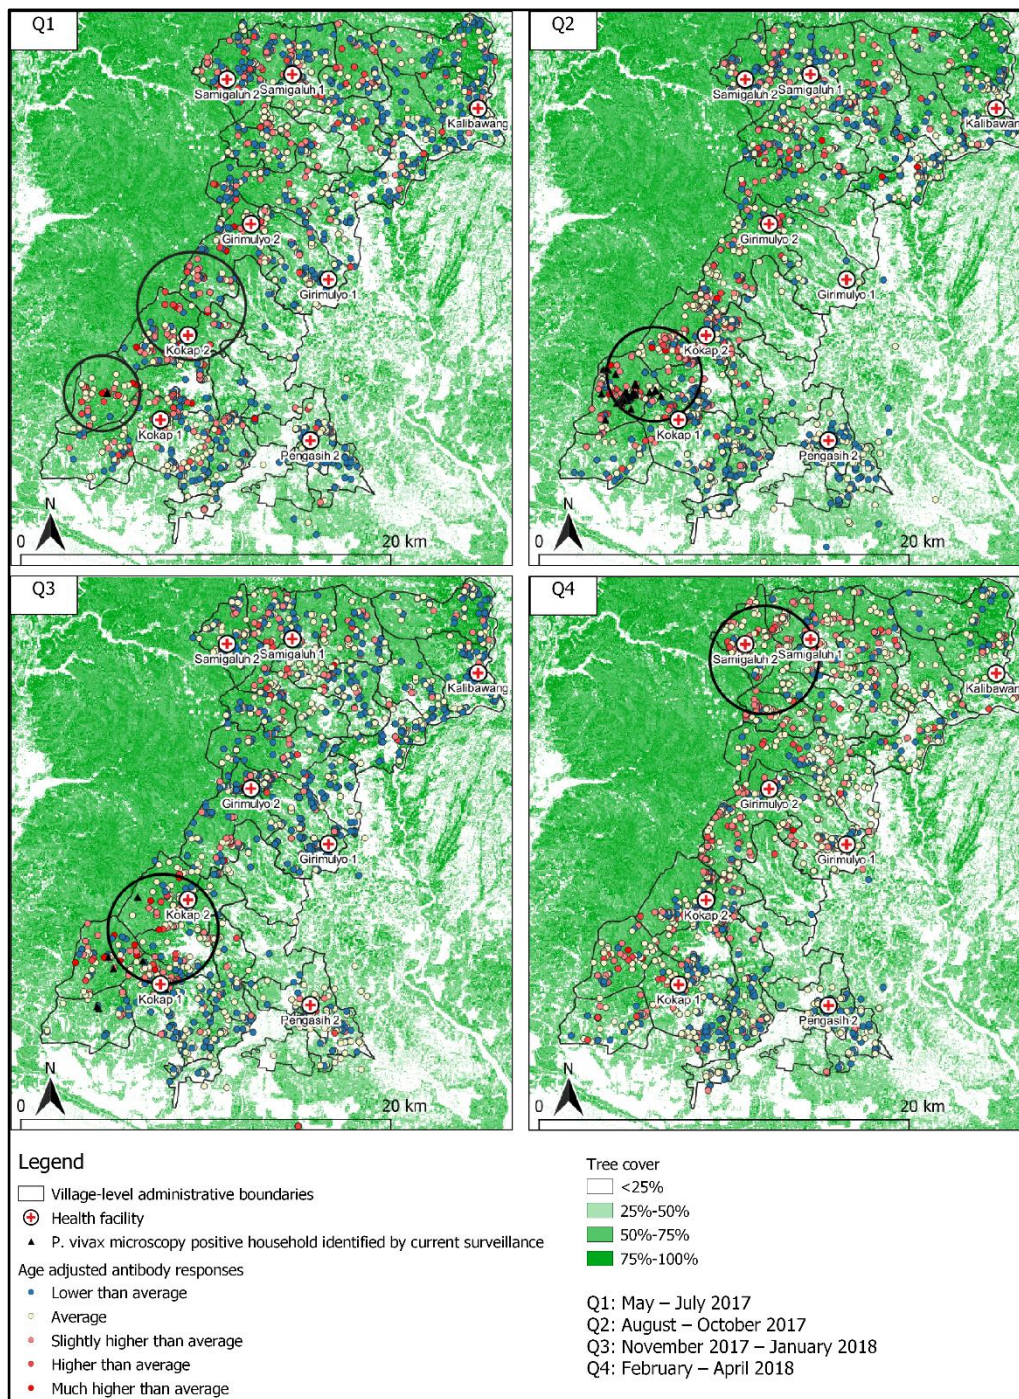 Q1
Samigaluh 2
Samigaluh 1
Kalibawang
Girimulyo 2
Girimulyo 1
Kokap 2
Kokap 1
Pengasih 2
N
0
20 km
Q2
Samigaluh 2
Samigaluh 1
Kalibawang
Girimulyo 2
Girimulyo 1
Kokap 2
Kokap 1
Pengasih 2
N
0
20 km
Q3
Samigaluh 2
Samigaluh 1
Kalibawang
Girimulyo 2
Girimulyo 1
Kokap 2
Kokap 1
Pengasih 2
N
0
20 km
Q4
Samigaluh 2
Samigaluh 1
Kalibawang
Girimulyo 2
Girimulyo 1
Kokap 2
Kokap 1
Pengasih 2
N
0
20 km
Legend
Village-level administrative boundaries
Health facility
P. vivax microscopy positive household identified by current surveillance
Age adjusted antibody responses
Lower than average
Average
Slightly higher than average
Higher than average
Much higher than average
Tree cover
<25%
25%-50%
50%-75%
75%-100%
Q1: May – July 2017
Q2: August – October 2017
Q3: November 2017 – January 2018
Q4: February – April 2018